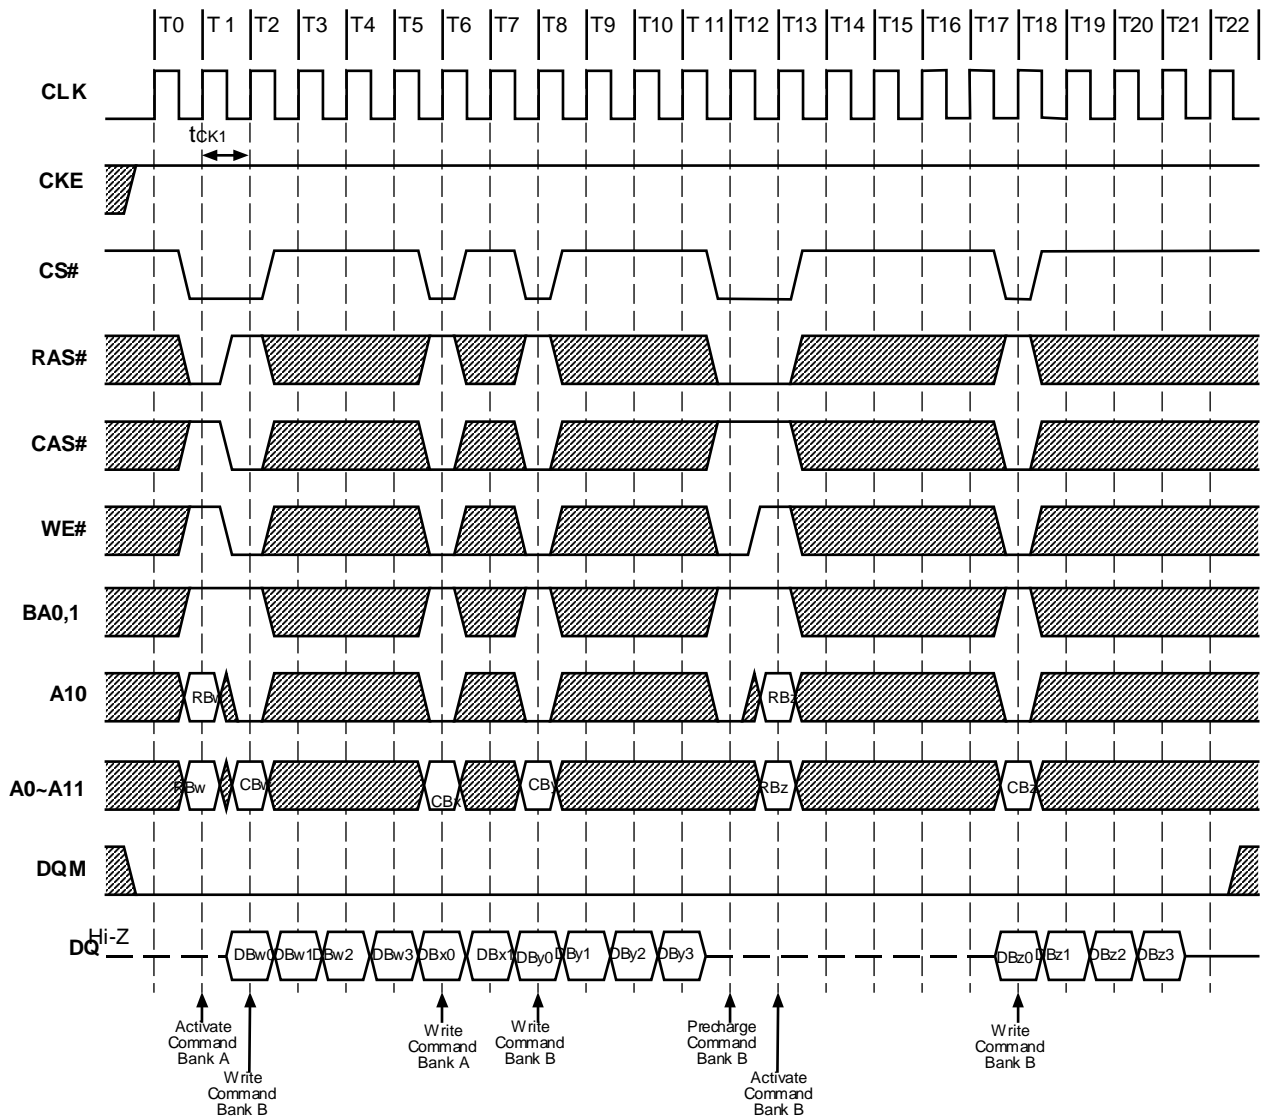 T0 T 1 T2 T3 T4 T5 T6 T7 T8 T9 T10 T 11 T12 T13 T14 T15 T16 T17 T18 T19 T20 T21 T22
CLK
tCK1
CKE
CS#
RAS#
CAS#
WE#
BA0,1
A10
RBw RBz
A0~A11
RBw CBw CBx CBy RBz CBz
DQM
Hi-Z
DQ
DBw0 DBw1 DBw2 DBw3 DBx0 DBx1 DBy0 DBy1 DBy2 DBy3 DBz0 DBz1 DBz2 DBz3
Activate
Command
Bank A
Write
Command
Bank B
Write
Command
Bank A
Write
Command
Bank B
Precharge
Command
Bank B
Activate
Command
Bank B
Write
Command
Bank B